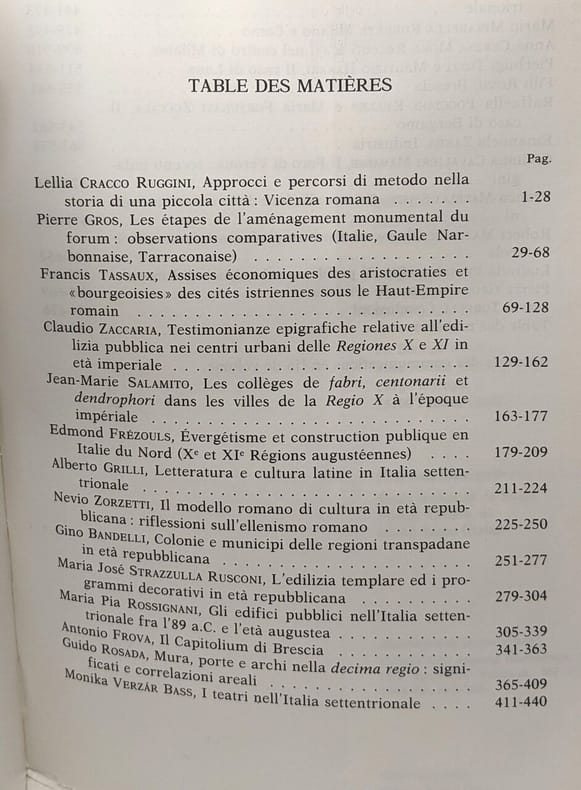 TABLE DES MATIÈRES
Pag.
Lellia CRACCO RUGGINI, Approcci e percorsi di metodo nella
storia di una piccola città : Vicenza romana . . . . . . . 1-28
Pierre GROS, Les étapes de l'aménagement monumental du
forum : observations comparatives (Italie, Gaule Nar-
bonnaise, Tarraconaise) . . . . . . . . . . . . . . . . . . 29-68
Francis TASSAUX, Assises économiques des aristocraties et
«bourgeoisies» des cités istriennes sous le Haut-Empire
romain . . . . . . . . . . . . . . . . . . . . . . . . . . . . 69-128
Claudio ZACCARIA, Testimonianze epigrafiche relative all'edi-
lizia pubblica nei centri urbani delle Regiones X e XI in
età imperiale . . . . . . . . . . . . . . . . . . . . . . . . 129-162
Jean-Marie SALAMITO, Les collèges de fabri, centonarii et
dendrophori dans les villes de la Regio X à l'époque
impériale . . . . . . . . . . . . . . . . . . . . . . . . . . 163-177
Edmond FRÉZOULS, Évergétisme et construction publique en
Italie du Nord (Xe et XIe Régions augustéennes) . . . . 179-209
Alberto GRILLI, Letteratura e cultura latine in Italia setten-
trionale . . . . . . . . . . . . . . . . . . . . . . . . . . . 211-224
Nevio ZORZETTI, Il modello romano di cultura in età repub-
blicana : riflessioni sull'ellenismo romano . . . . . . . . 225-250
Gino BANDELLI, Colonie e municipi delle regioni transpadane
in età repubblicana . . . . . . . . . . . . . . . . . . . . 251-277
Maria José STRAZZULLA RUSCONI, L'edilizia templare ed i pro-
grammi decorativi in età repubblicana . . . . . . . . . . 279-304
Maria Pia ROSSIGNANI, Gli edifici pubblici nell'Italia setten-
trionale fra l'89 a.C. e l'età augustea . . . . . . . . . . . 305-339
Antonio FROVA, Il Capitolium di Brescia . . . . . . . . . . . 341-363
Guido ROSADA, Mura, porte e archi nella decima regio : signi-
ficati e correlazioni areali . . . . . . . . . . . . . . . . . 365-409
Monika VERZÁR BASS, I teatri nell'Italia settentrionale . . . . 411-440